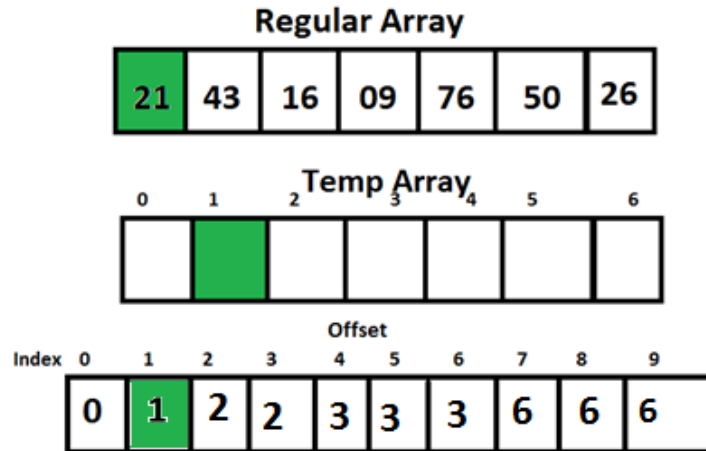 Regular Array
21 43 16 09 76 50 26
Temp Array
0 1 2 3 4 5 6
Offset
Index 0 1 2 3 4 5 6 7 8 9
0 1 2 2 3 3 3 6 6 6